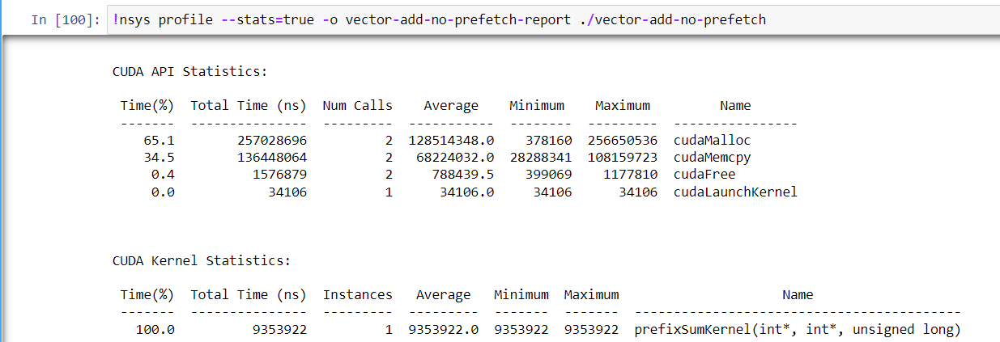 In [100]: !nsys profile --stats=true -o vector-add-no-prefetch-report ./vector-add-no-prefetch
CUDA API Statistics:
Time(%) Total Time (ns) Num Calls Average Minimum Maximum Name
------- --------------- --------- ----------- -------- --------- ----------------
65.1 257028696 2 128514348.0 378160 256650536 cudaMalloc
34.5 136448064 2 68224032.0 28288341 108159723 cudaMemcpy
0.4 1576879 2 788439.5 399069 1177810 cudaFree
0.0 34106 1 34106.0 34106 34106 cudaLaunchKernel
CUDA Kernel Statistics:
Time(%) Total Time (ns) Instances Average Minimum Maximum Name
------- --------------- --------- --------- ------- ------- ------------------------------------------
100.0 9353922 1 9353922.0 9353922 9353922 prefixSumKernel(int*, int*, unsigned long)